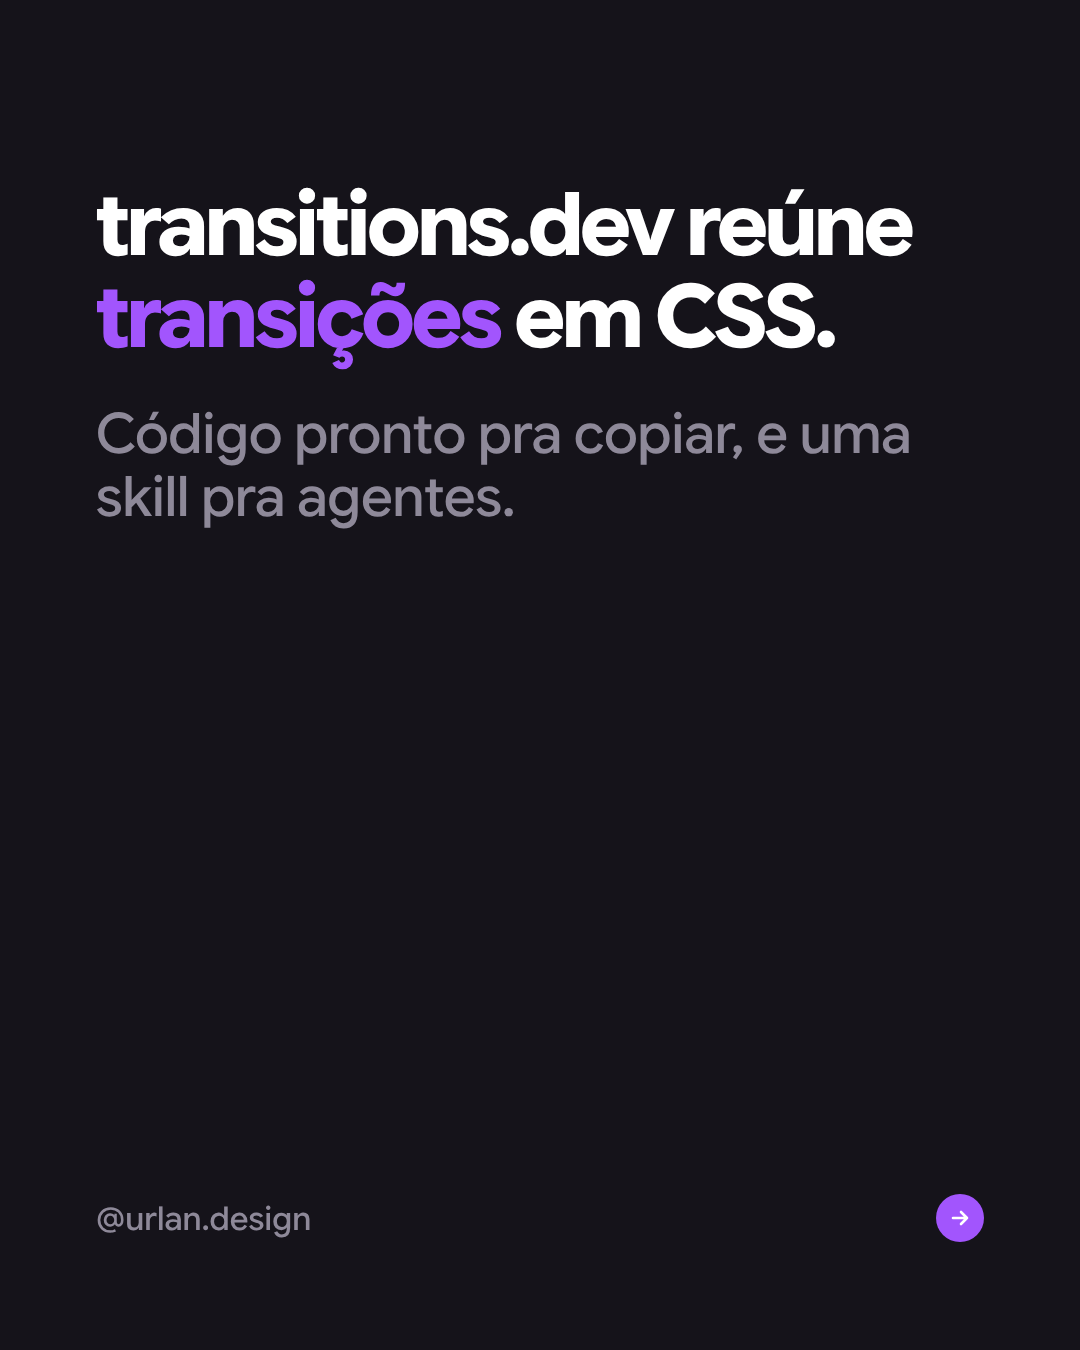 transitions.dev reúne
transições em CSS.
Código pronto pra copiar, e uma
skill pra agentes.
@urlan.design